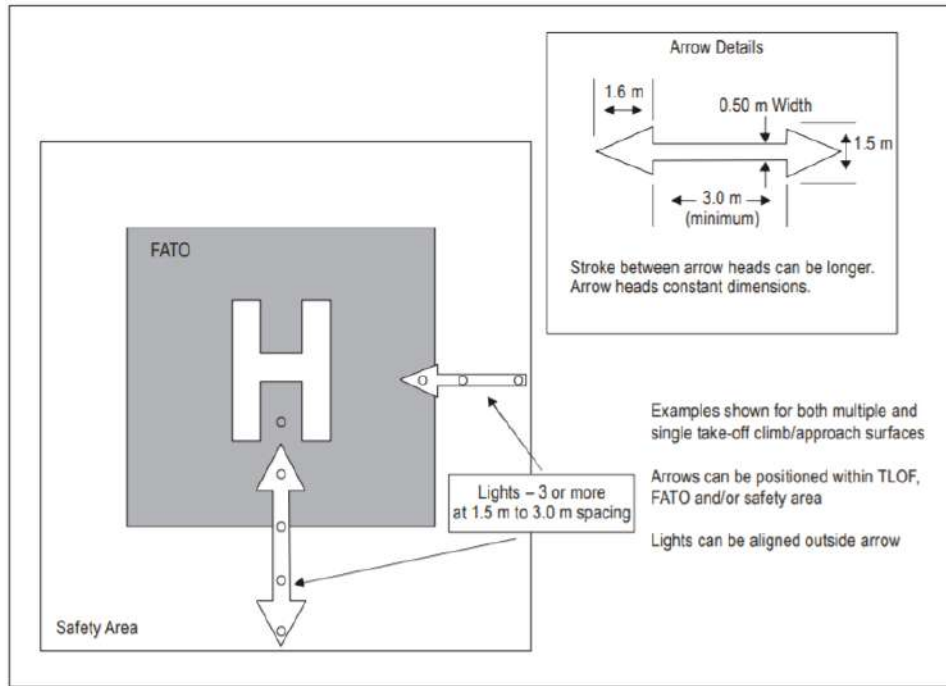 Arrow Details
1.6 m
0.50 m Width
1.5 m
3.0 m
(minimum)
Stroke between arrow heads can be longer.
Arrow heads constant dimensions.
FATO
H
Examples shown for both multiple and
single take-off climb/approach surfaces
Arrows can be positioned within TLOF,
FATO and/or safety area
Lights can be aligned outside arrow
Lights – 3 or more
at 1.5 m to 3.0 m spacing
Safety Area